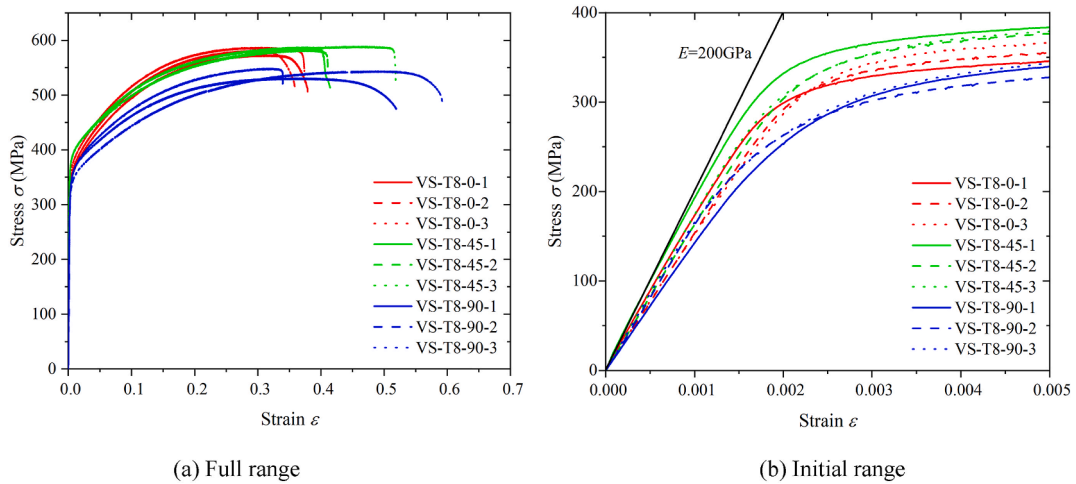 600
500
400
300
200
100
0
Stress σ (MPa)
VS-T8-0-1
VS-T8-0-2
VS-T8-0-3
VS-T8-45-1
VS-T8-45-2
VS-T8-45-3
VS-T8-90-1
VS-T8-90-2
VS-T8-90-3
0.0 0.1 0.2 0.3 0.4 0.5 0.6 0.7
Strain ε
(a) Full range
400
300
200
100
0
Stress σ (MPa)
E=200GPa
VS-T8-0-1
VS-T8-0-2
VS-T8-0-3
VS-T8-45-1
VS-T8-45-2
VS-T8-45-3
VS-T8-90-1
VS-T8-90-2
VS-T8-90-3
0.000 0.001 0.002 0.003 0.004 0.005
Strain ε
(b) Initial range